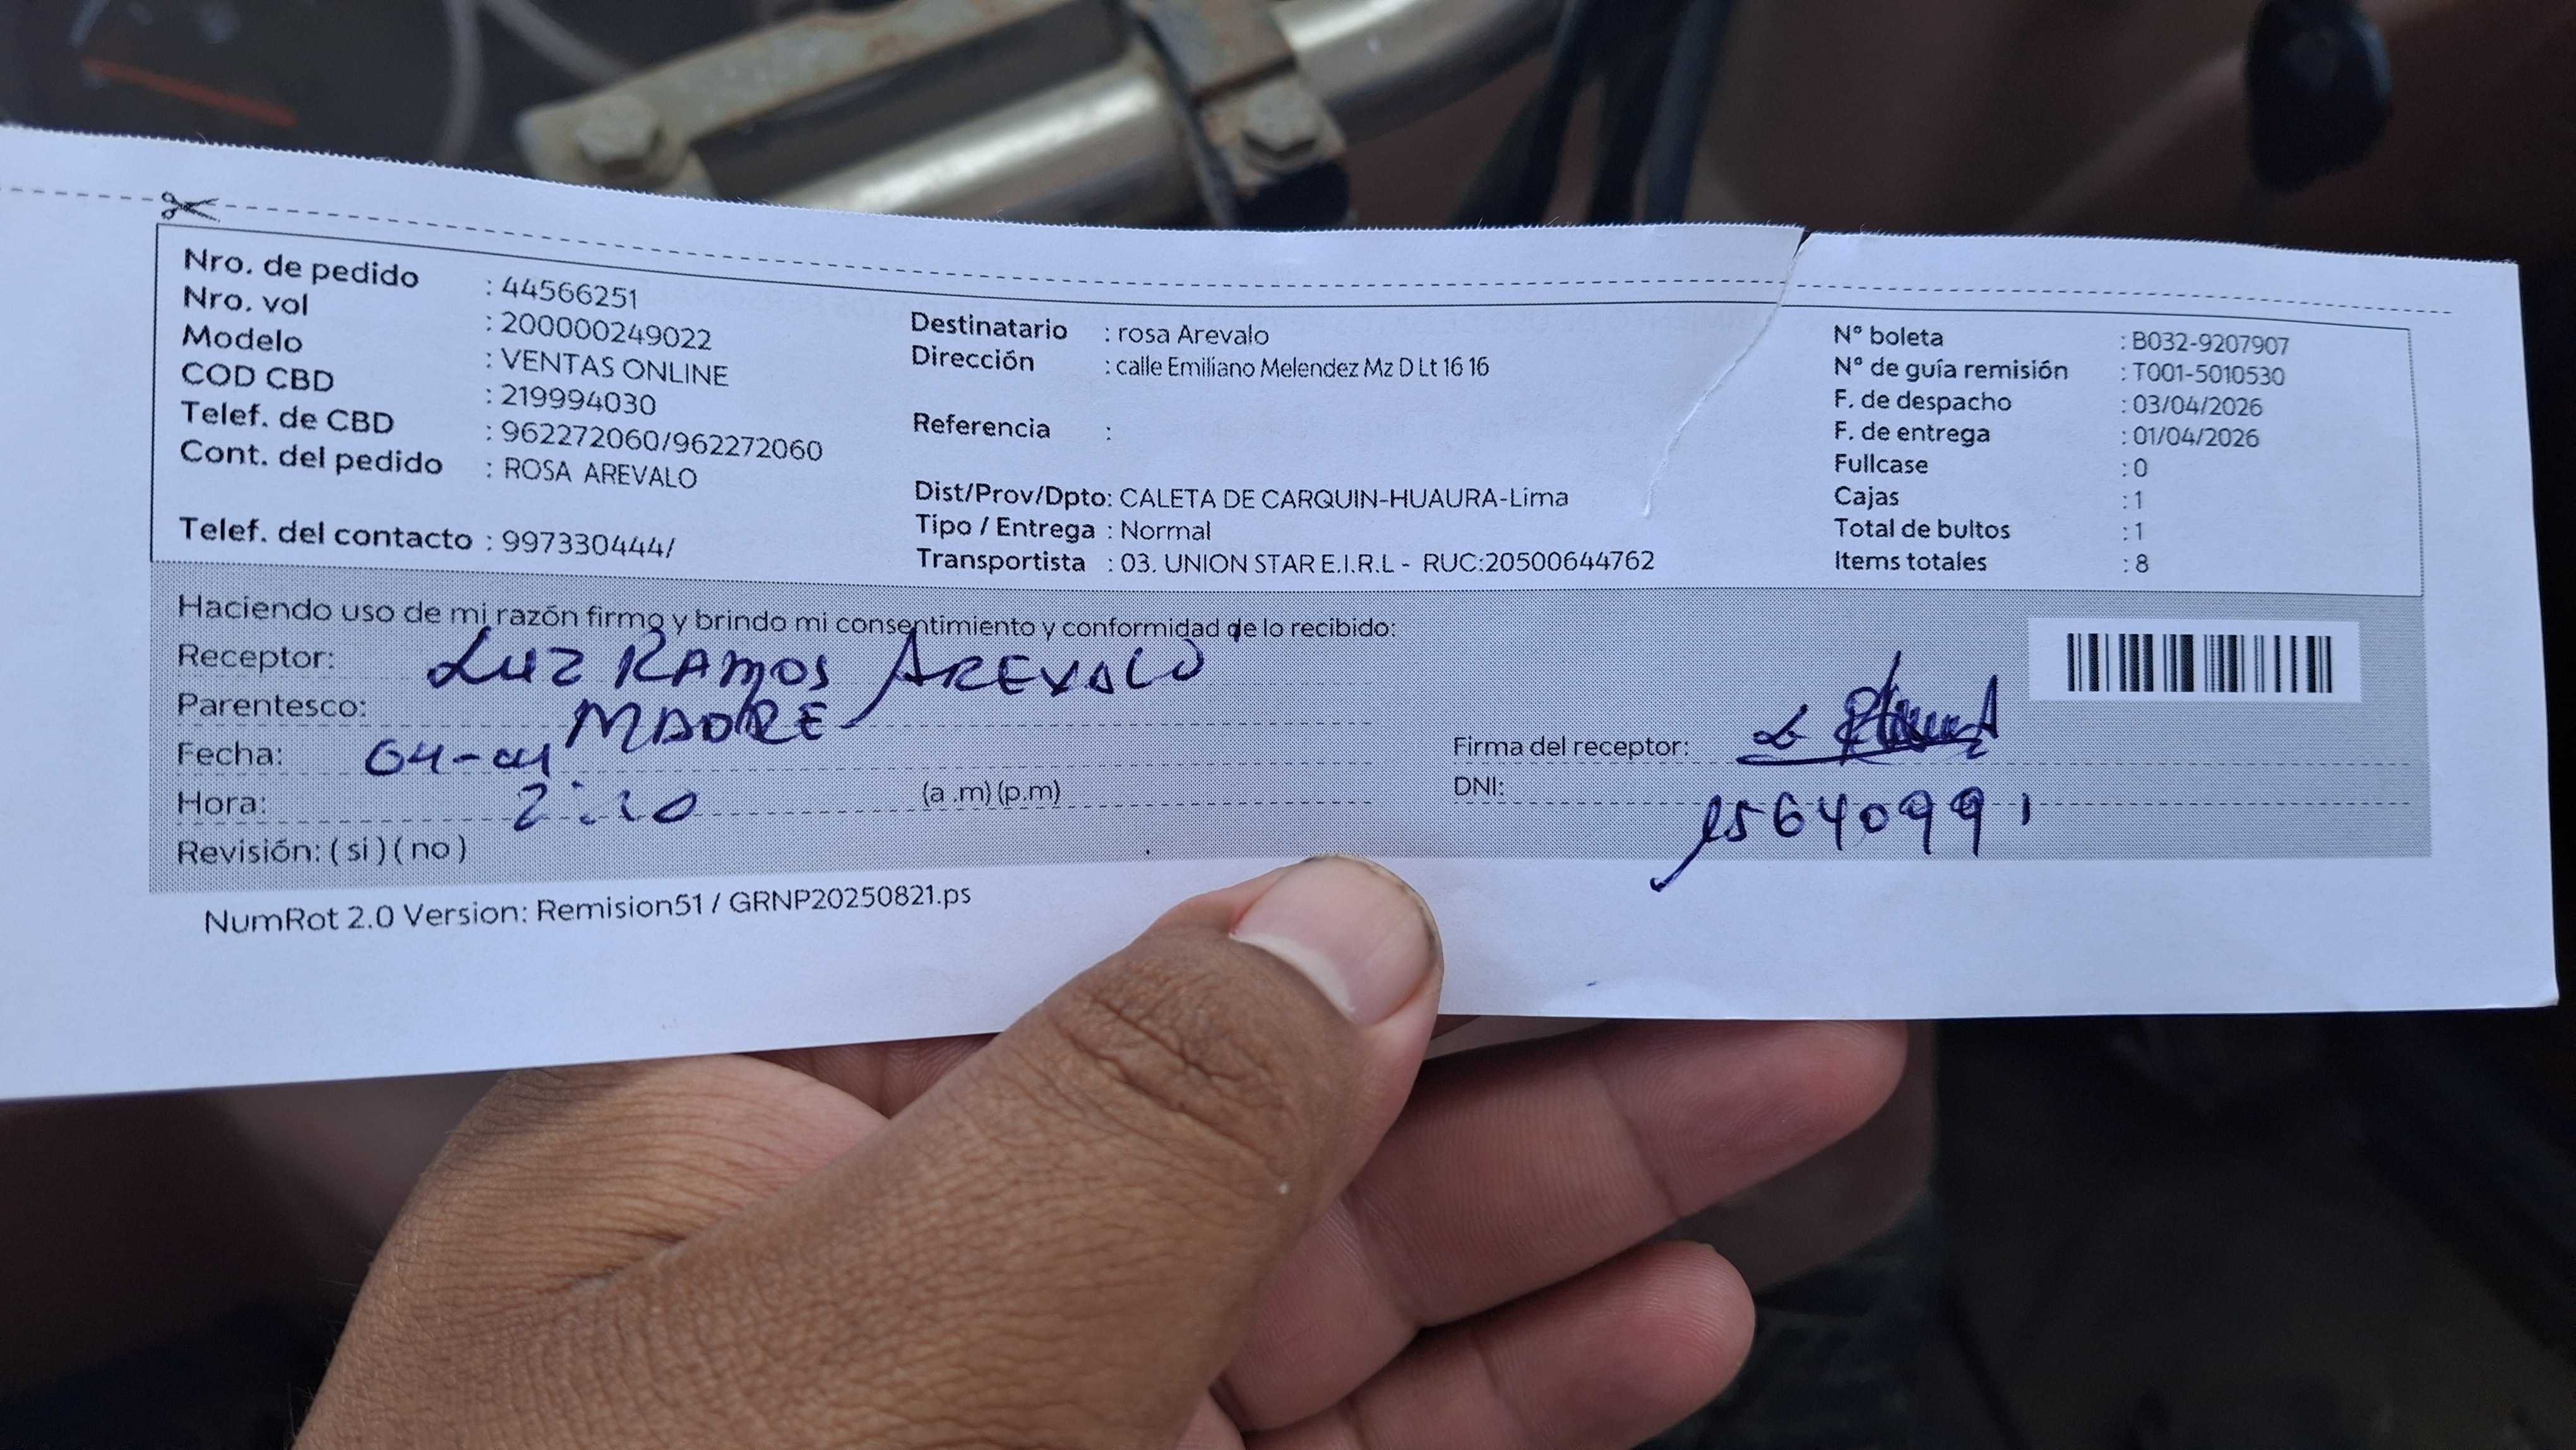 Nro. de pedido : 44566251
Nro. vol : 200000249022
Modelo : VENTAS ONLINE
COD CBD : 219994030
Telef. de CBD : 962272060/962272060
Cont. del pedido : ROSA AREVALO
Telef. del contacto : 997330444/
Destinatario : rosa Arevalo
Dirección : calle Emiliano Melendez Mz D Lt 16 16
Referencia :
Dist/Prov/Dpto: CALETA DE CARQUIN-HUAURA-Lima
Tipo / Entrega : Normal
Transportista : 03. UNION STAR E.I.R.L - RUC:20500644762
N° boleta : B032-9207907
N° de guía remisión : T001-5010530
F. de despacho : 03/04/2026
F. de entrega : 01/04/2026
Fullcase : 0
Cajas : 1
Total de bultos : 1
Items totales : 8
Haciendo uso de mi razón firmo y brindo mi consentimiento y conformidad de lo recibido:
Receptor: LUZ RAMOS AREVALO
Parentesco: MADRE
Fecha: 04-04
Hora: 2:10 (a .m) (p.m)
Revisión: ( si ) ( no )
Firma del receptor:
DNI: 15640991
NumRot 2.0 Version: Remision51 / GRNP20250821.ps